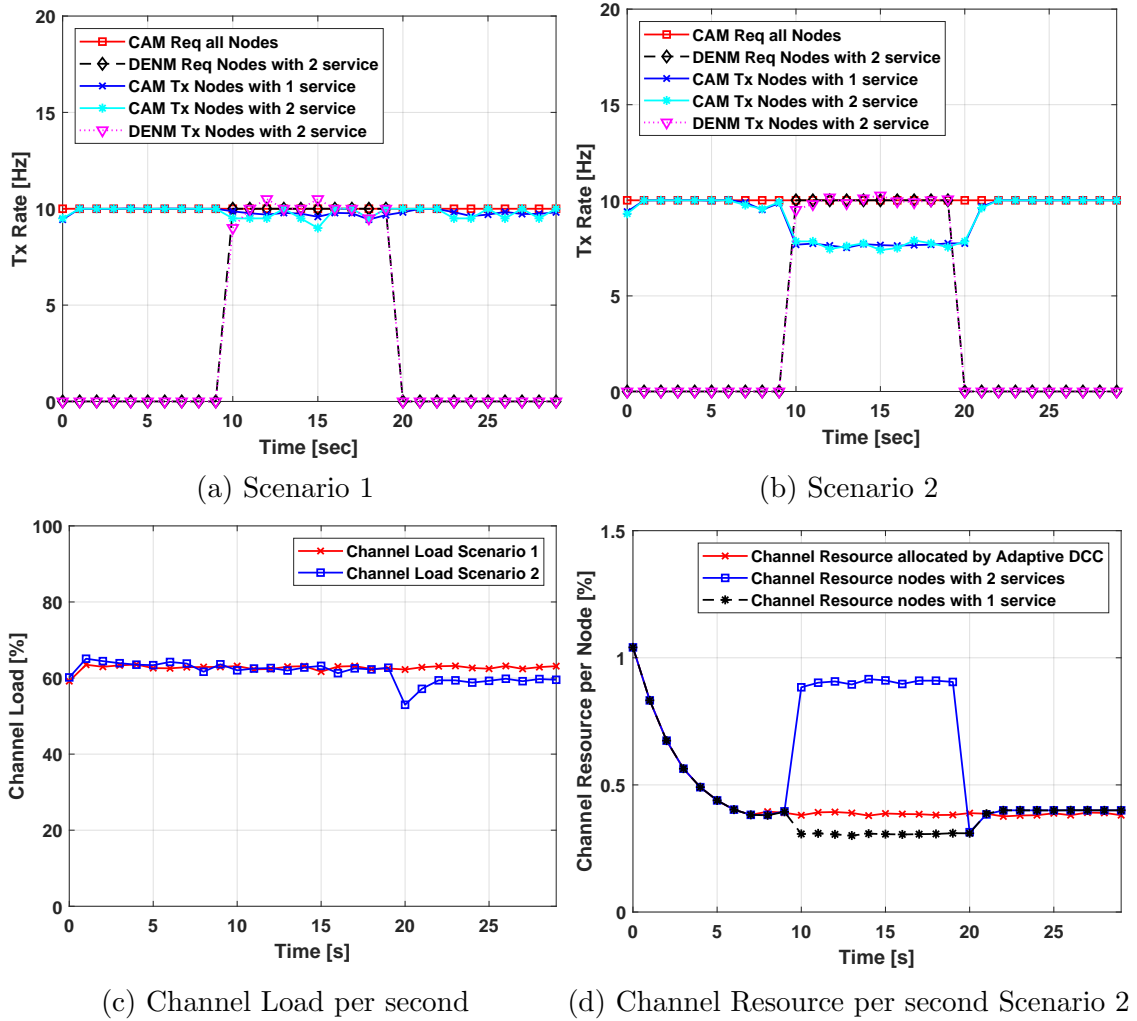 20
15
10
5
0
Tx Rate [Hz]
CAM Req all Nodes
DENM Req Nodes with 2 service
CAM Tx Nodes with 1 service
CAM Tx Nodes with 2 service
DENM Tx Nodes with 2 service
0 5 10 15 20 25
Time [sec]
(a) Scenario 1
20
15
10
5
0
Tx Rate [Hz]
CAM Req all Nodes
DENM Req Nodes with 2 service
CAM Tx Nodes with 1 service
CAM Tx Nodes with 2 service
DENM Tx Nodes with 2 service
0 5 10 15 20 25
Time [sec]
(b) Scenario 2
100
80
60
40
20
0
Channel Load [%]
Channel Load Scenario 1
Channel Load Scenario 2
0 5 10 15 20 25
Time [s]
(c) Channel Load per second
1.5
1
0.5
0
Channel Resource per Node [%]
Channel Resource allocated by Adaptive DCC
Channel Resource nodes with 2 services
Channel Resource nodes with 1 service
0 5 10 15 20 25
Time [s]
(d) Channel Resource per second Scenario 2